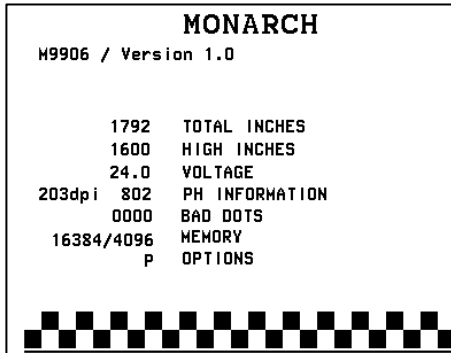 MONARCH
M9906 / Version 1.0
1792 TOTAL INCHES
1600 HIGH INCHES
24.0 VOLTAGE
203dpi 802 PH INFORMATION
0000 BAD DOTS
16384/4096 MEMORY
P OPTIONS